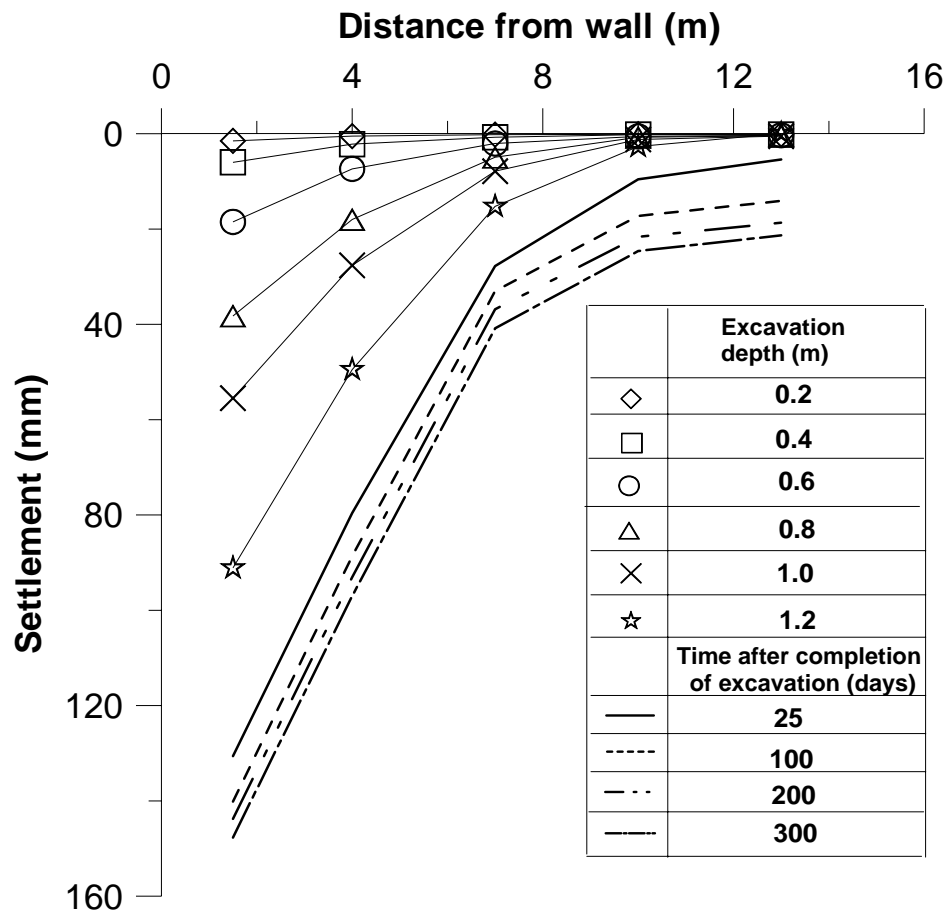 Distance from wall (m)
0 4 8 12 16
0
40
80
120
160
Settlement (mm)
Excavation
depth (m)
0.2
0.4
0.6
0.8
1.0
1.2
Time after completion
of excavation (days)
25
100
200
300